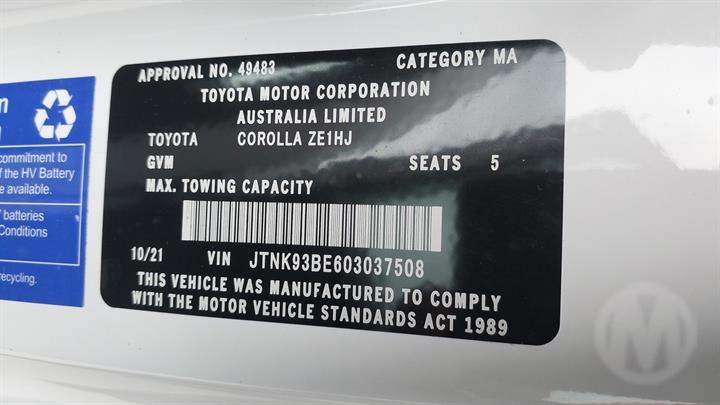 n
ommitment to
f the HV Battery
e available.
batteries
Conditions
recycling.
APPROVAL NO. 49483 CATEGORY MA
TOYOTA MOTOR CORPORATION
AUSTRALIA LIMITED
TOYOTA COROLLA ZE1HJ
GVM SEATS 5
MAX. TOWING CAPACITY
10/21 VIN JTNK93BE603037508
THIS VEHICLE WAS MANUFACTURED TO COMPLY
WITH THE MOTOR VEHICLE STANDARDS ACT 1989
M